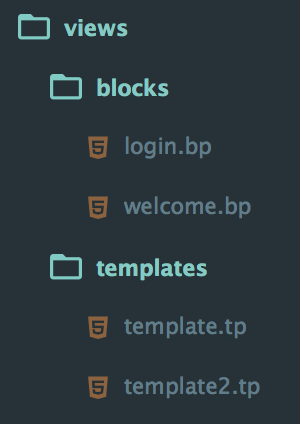 views
blocks
login.bp
welcome.bp
templates
template.tp
template2.tp